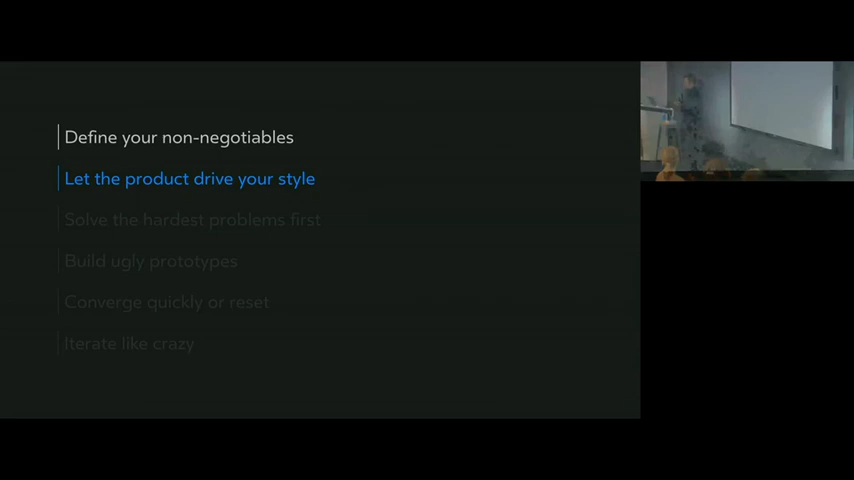 Define your non-negotiables
Let the product drive your style
Solve the hardest problems first
Build ugly prototypes
Converge quickly or reset
Iterate like crazy